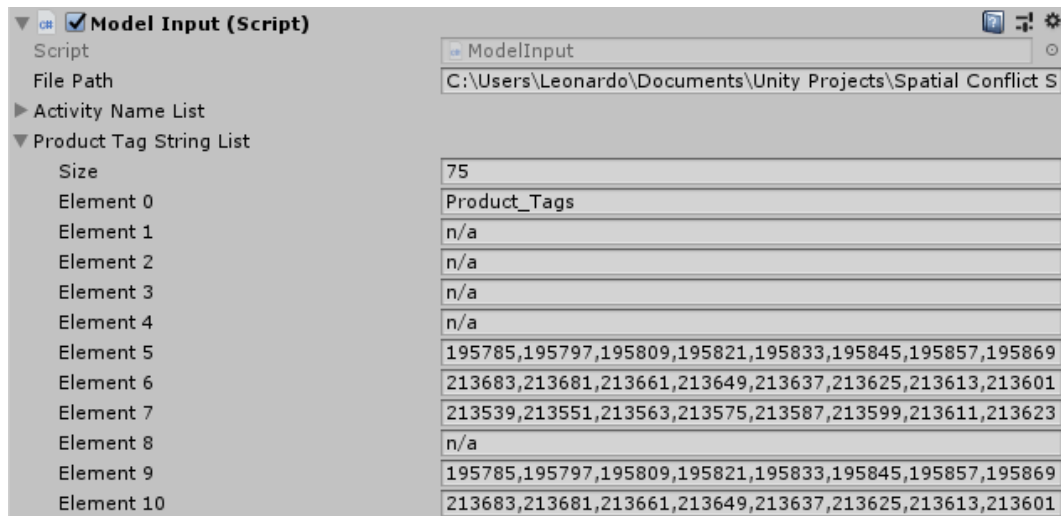 Model Input (Script)
Script ModelInput
File Path C:\Users\Leonardo\Documents\Unity Projects\Spatial Conflict S
Activity Name List
Product Tag String List
Size 75
Element 0 Product_Tags
Element 1 n/a
Element 2 n/a
Element 3 n/a
Element 4 n/a
Element 5 195785,195797,195809,195821,195833,195845,195857,195869
Element 6 213683,213681,213661,213649,213637,213625,213613,213601
Element 7 213539,213551,213563,213575,213587,213599,213611,213623
Element 8 n/a
Element 9 195785,195797,195809,195821,195833,195845,195857,195869
Element 10 213683,213681,213661,213649,213637,213625,213613,213601